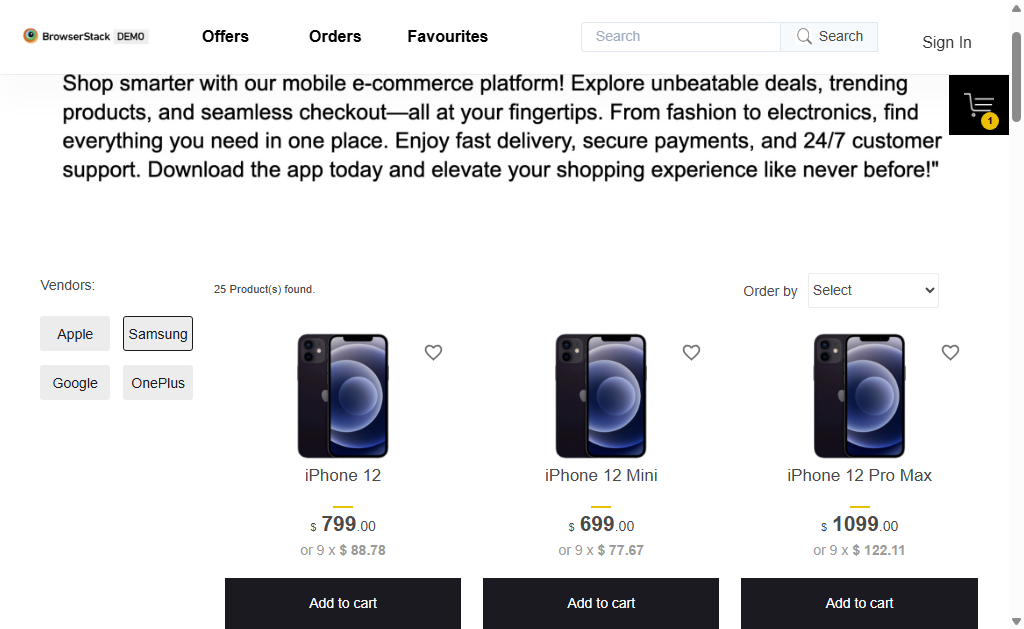 BrowserStack DEMO
Offers
Orders
Favourites
Search
Search
Sign In
Shop smarter with our mobile e-commerce platform! Explore unbeatable deals, trending
products, and seamless checkout—all at your fingertips. From fashion to electronics, find
everything you need in one place. Enjoy fast delivery, secure payments, and 24/7 customer
support. Download the app today and elevate your shopping experience like never before!"
1
Vendors:
25 Product(s) found.
Order by
Select
Apple
Samsung
Google
OnePlus
iPhone 12
iPhone 12 Mini
iPhone 12 Pro Max
$ 799.00
$ 699.00
$ 1099.00
or 9 x $ 88.78
or 9 x $ 77.67
or 9 x $ 122.11
Add to cart
Add to cart
Add to cart